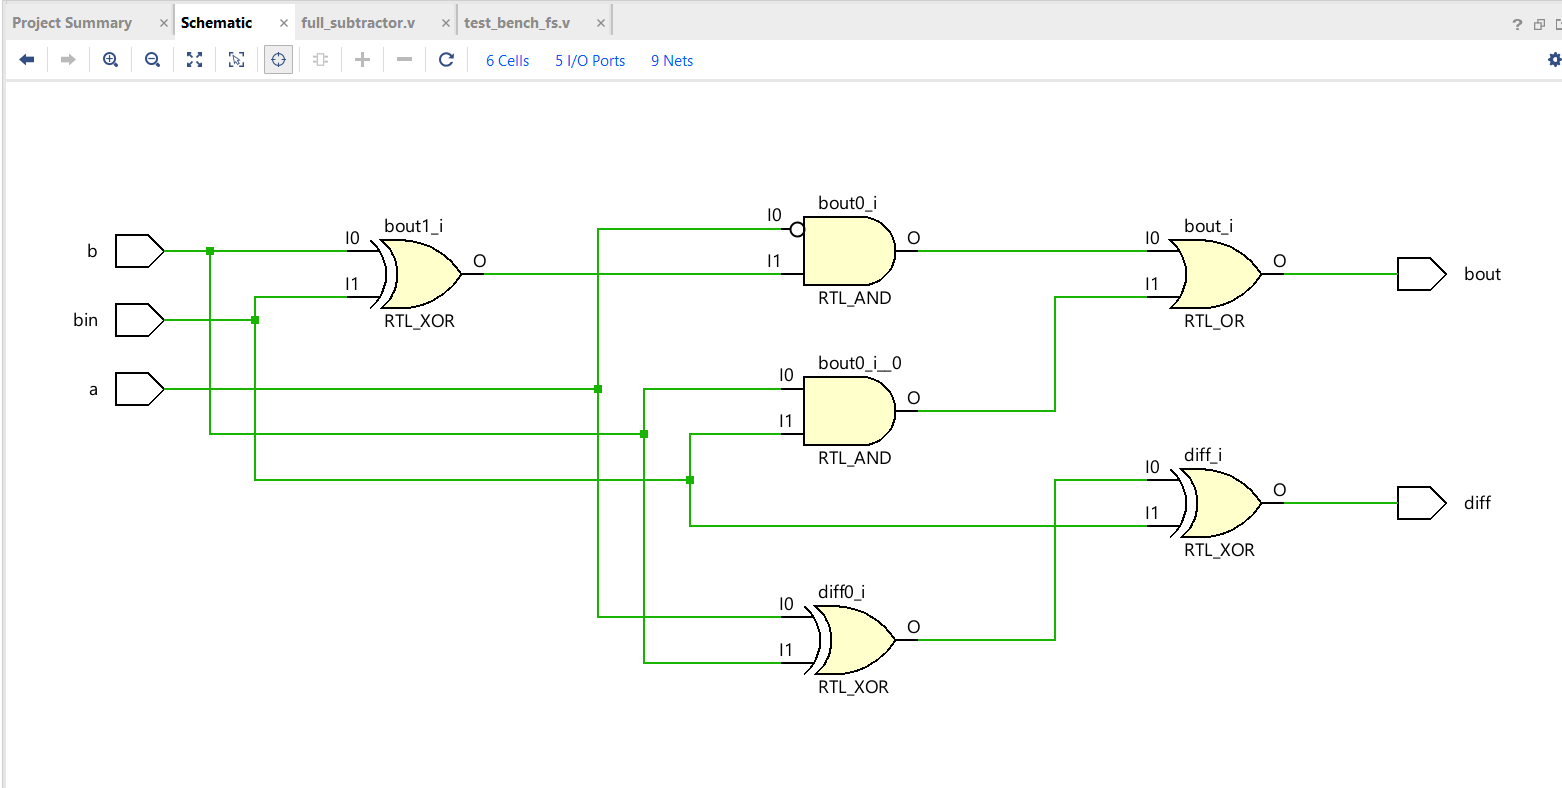 Project Summary × Schematic × full_subtractor.v × test_bench_fs.v × ?
6 Cells 5 I/O Ports 9 Nets
b
bin
a
I0
I1
bout1_i
O
RTL_XOR
I0
I1
bout0_i
O
RTL_AND
I0
I1
bout0_i__0
O
RTL_AND
I0
I1
diff0_i
O
RTL_XOR
I0
I1
bout_i
O
RTL_OR
bout
I0
I1
diff_i
O
RTL_XOR
diff